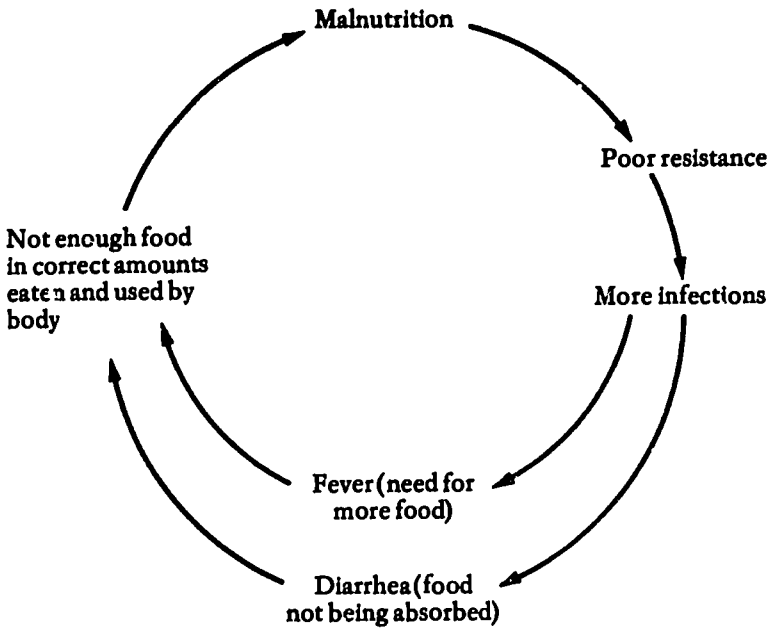 Malnutrition
Poor resistance
More infections
Not enough food
in correct amounts
eaten and used by
body
Fever (need for
more food)
Diarrhea (food
not being absorbed)